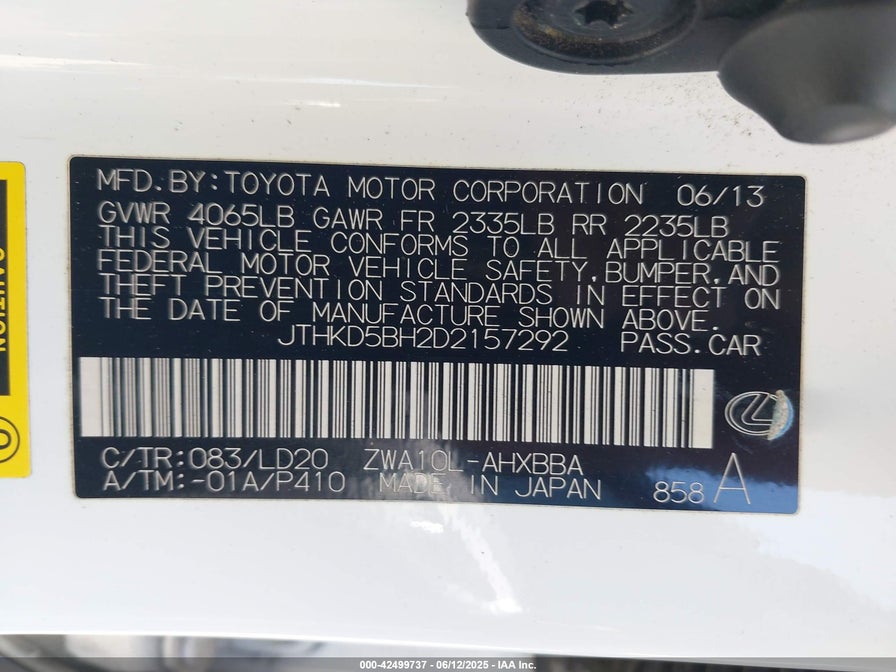 MFD.BY:TOYOTA MOTOR CORPORATION 06/13
GVWR 4065LB GAWR FR 2335LB RR 2235LB
THIS VEHICLE CONFORMS TO ALL APPLICABLE
FEDERAL MOTOR VEHICLE SAFETY,BUMPER,AND
THEFT PREVENTION STANDARDS IN EFFECT ON
THE DATE OF MANUFACTURE SHOWN ABOVE.
JTHKD5BH2D2157292 PASS.CAR
C/TR:083/LD20 ZWA10L-AHXBBA
A/TM:-01A/P410 MADE IN JAPAN 858 A
CAUTION
000-42499737 - 06/12/2025 - IAA Inc.